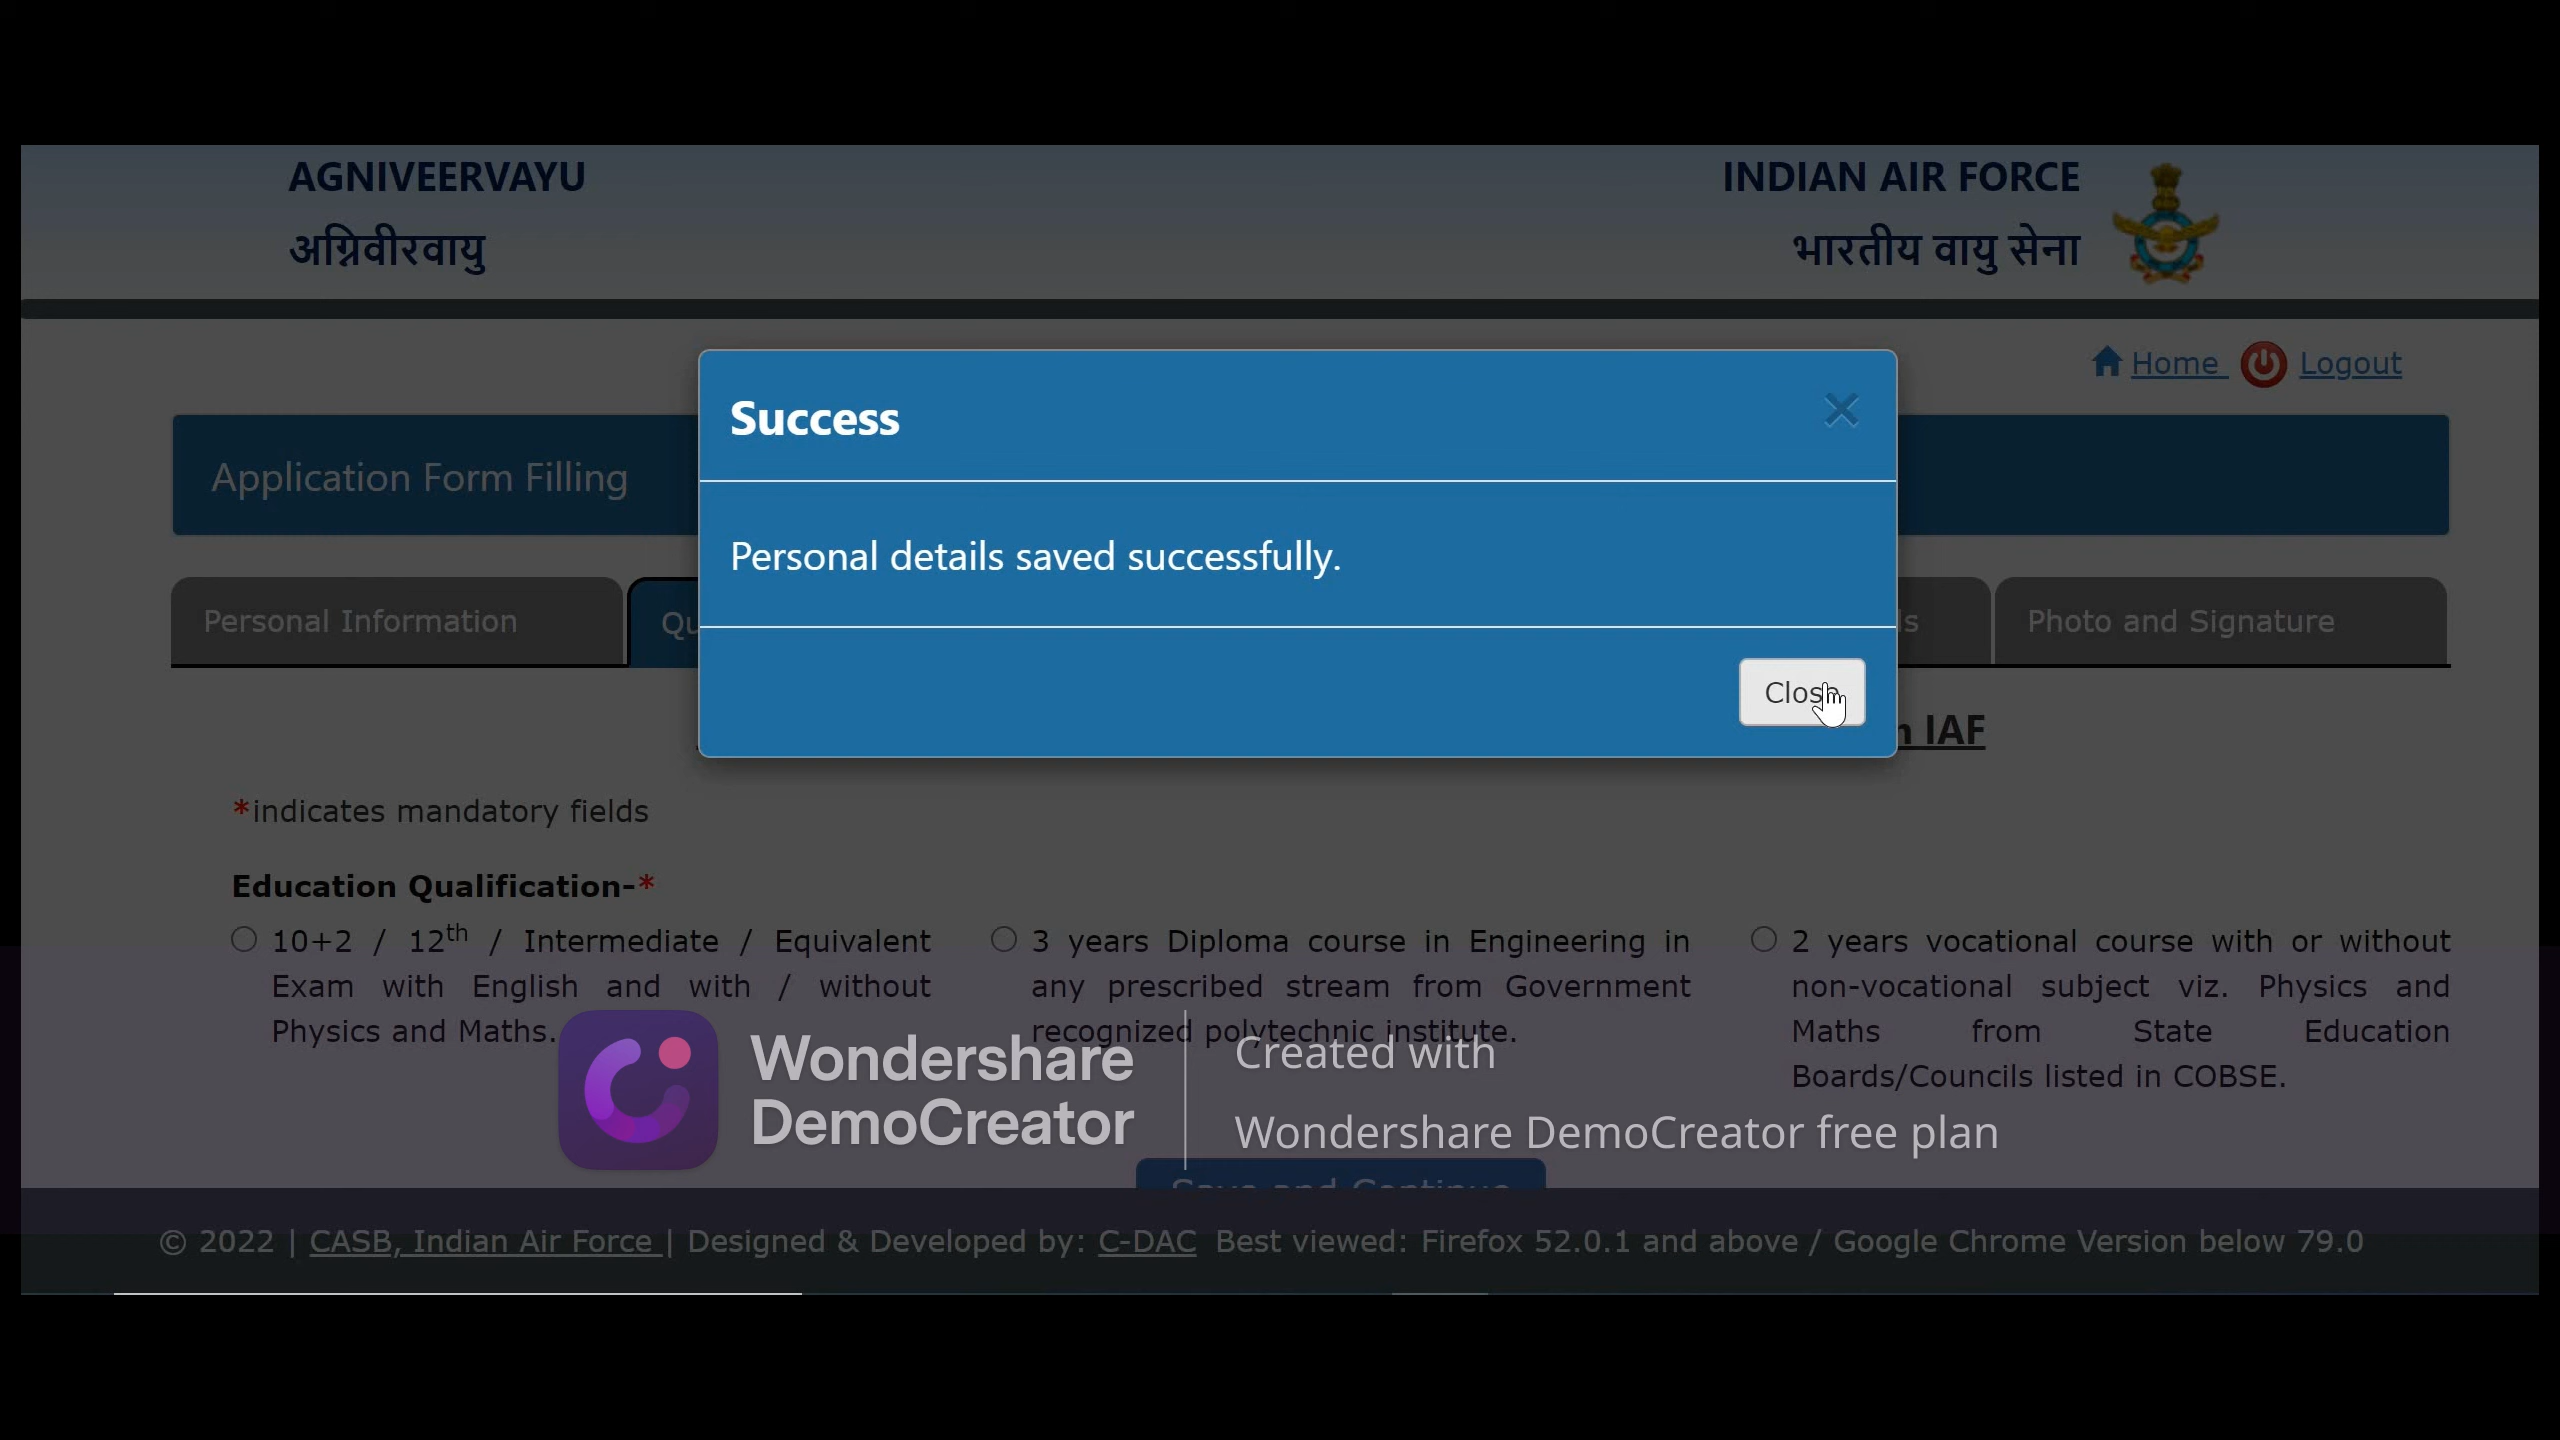 AGNIVEERVAYU
अग्निवीरवायु
INDIAN AIR FORCE
भारतीय वायु सेना
Home
Logout
Success
Application Form Filling
Personal details saved successfully.
Personal Information
Photo and Signature
Close
IAF
*indicates mandatory fields
Education Qualification-*
10+2 / 12th / Intermediate / Equivalent
Exam with English and with / without
Physics and Maths.
3 years Diploma course in Engineering in
any prescribed stream from Government
recognized polytechnic institute.
2 years vocational course with or without
non-vocational subject viz. Physics and
Maths from State Education
Boards/Councils listed in COBSE.
Wondershare
DemoCreator
Created with
Wondershare DemoCreator free plan
Save and Continue
© 2022 | CASB, Indian Air Force | Designed & Developed by: C-DAC Best viewed: Firefox 52.0.1 and above / Google Chrome Version below 79.0